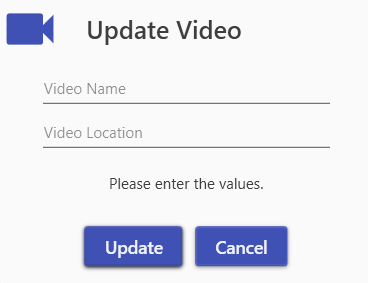 Update Video
Video Name
Video Location
Please enter the values.
Update
Cancel